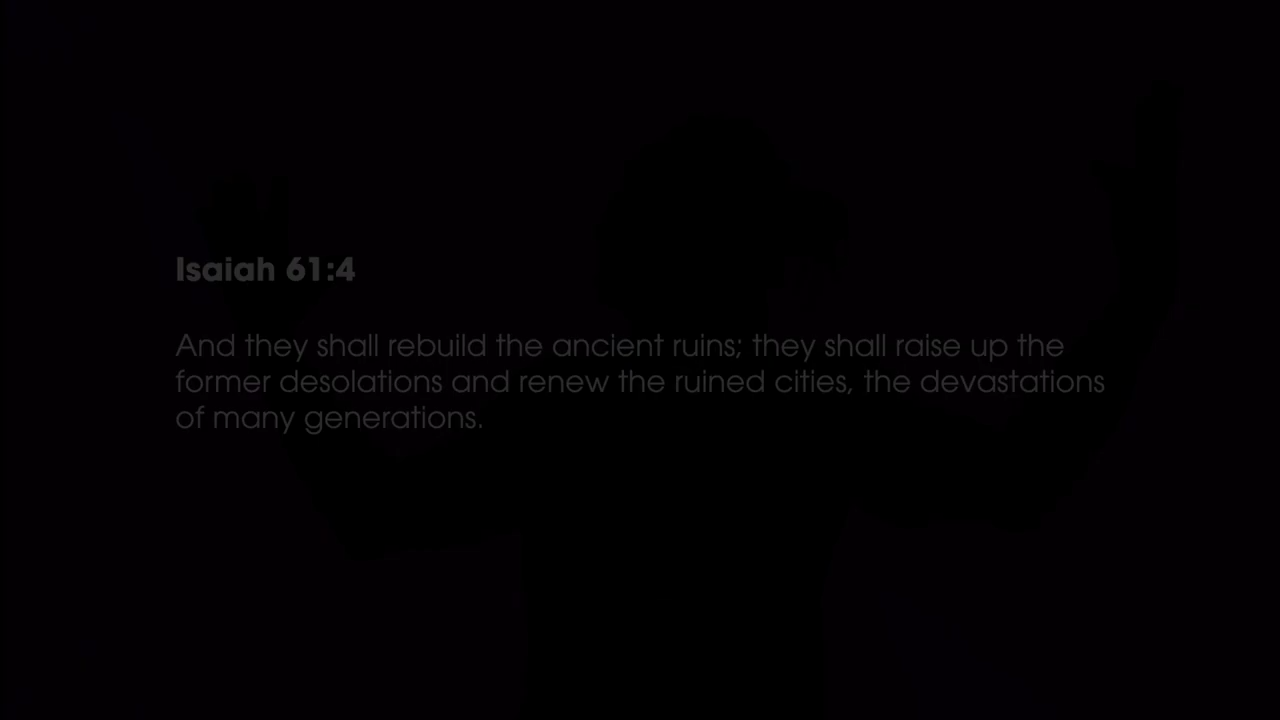 Isaiah 61:4
And they shall rebuild the ancient ruins; they shall raise up the
former desolations and renew the ruined cities, the devastations
of many generations.